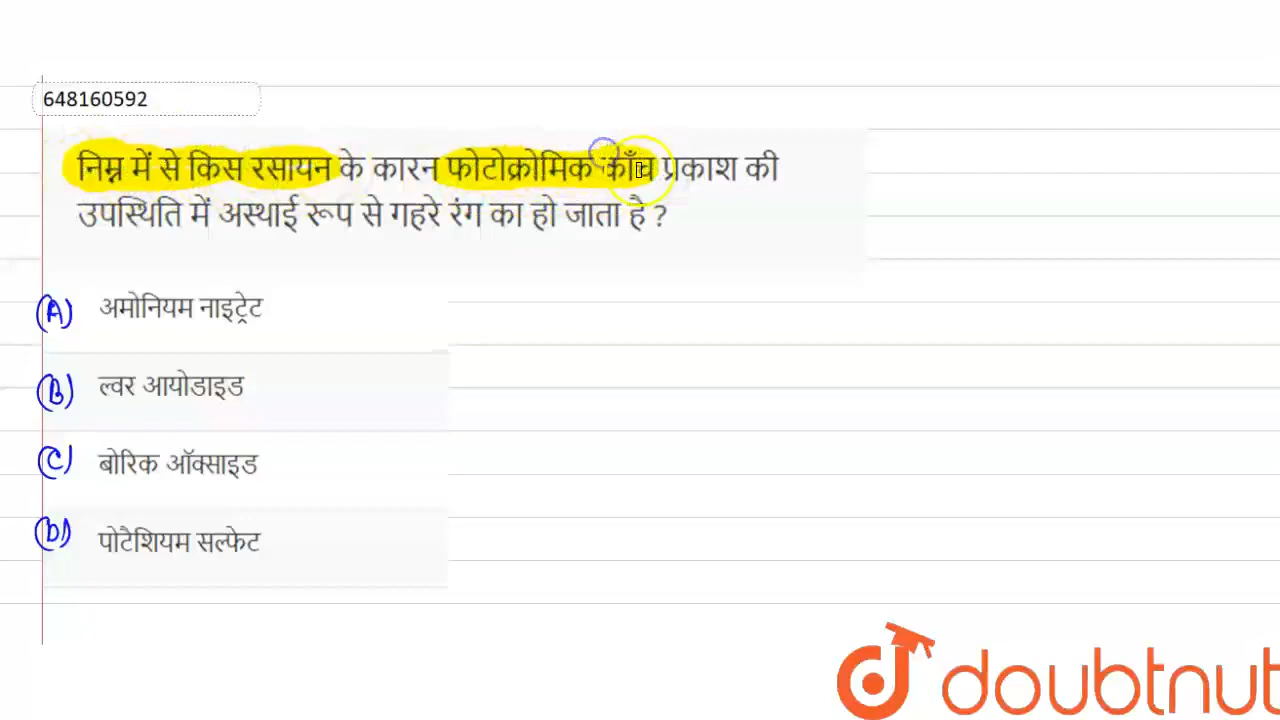 648160592
निम्न में से किस रसायन के कारन फोटोक्रोमिक काँच प्रकाश की
उपस्थिति में अस्थाई रूप से गहरे रंग का हो जाता है ?
(A) अमोनियम नाइट्रेट
(B) ल्वर आयोडाइड
(C) बोरिक ऑक्साइड
(D) पोटैशियम सल्फेट
doubtnut